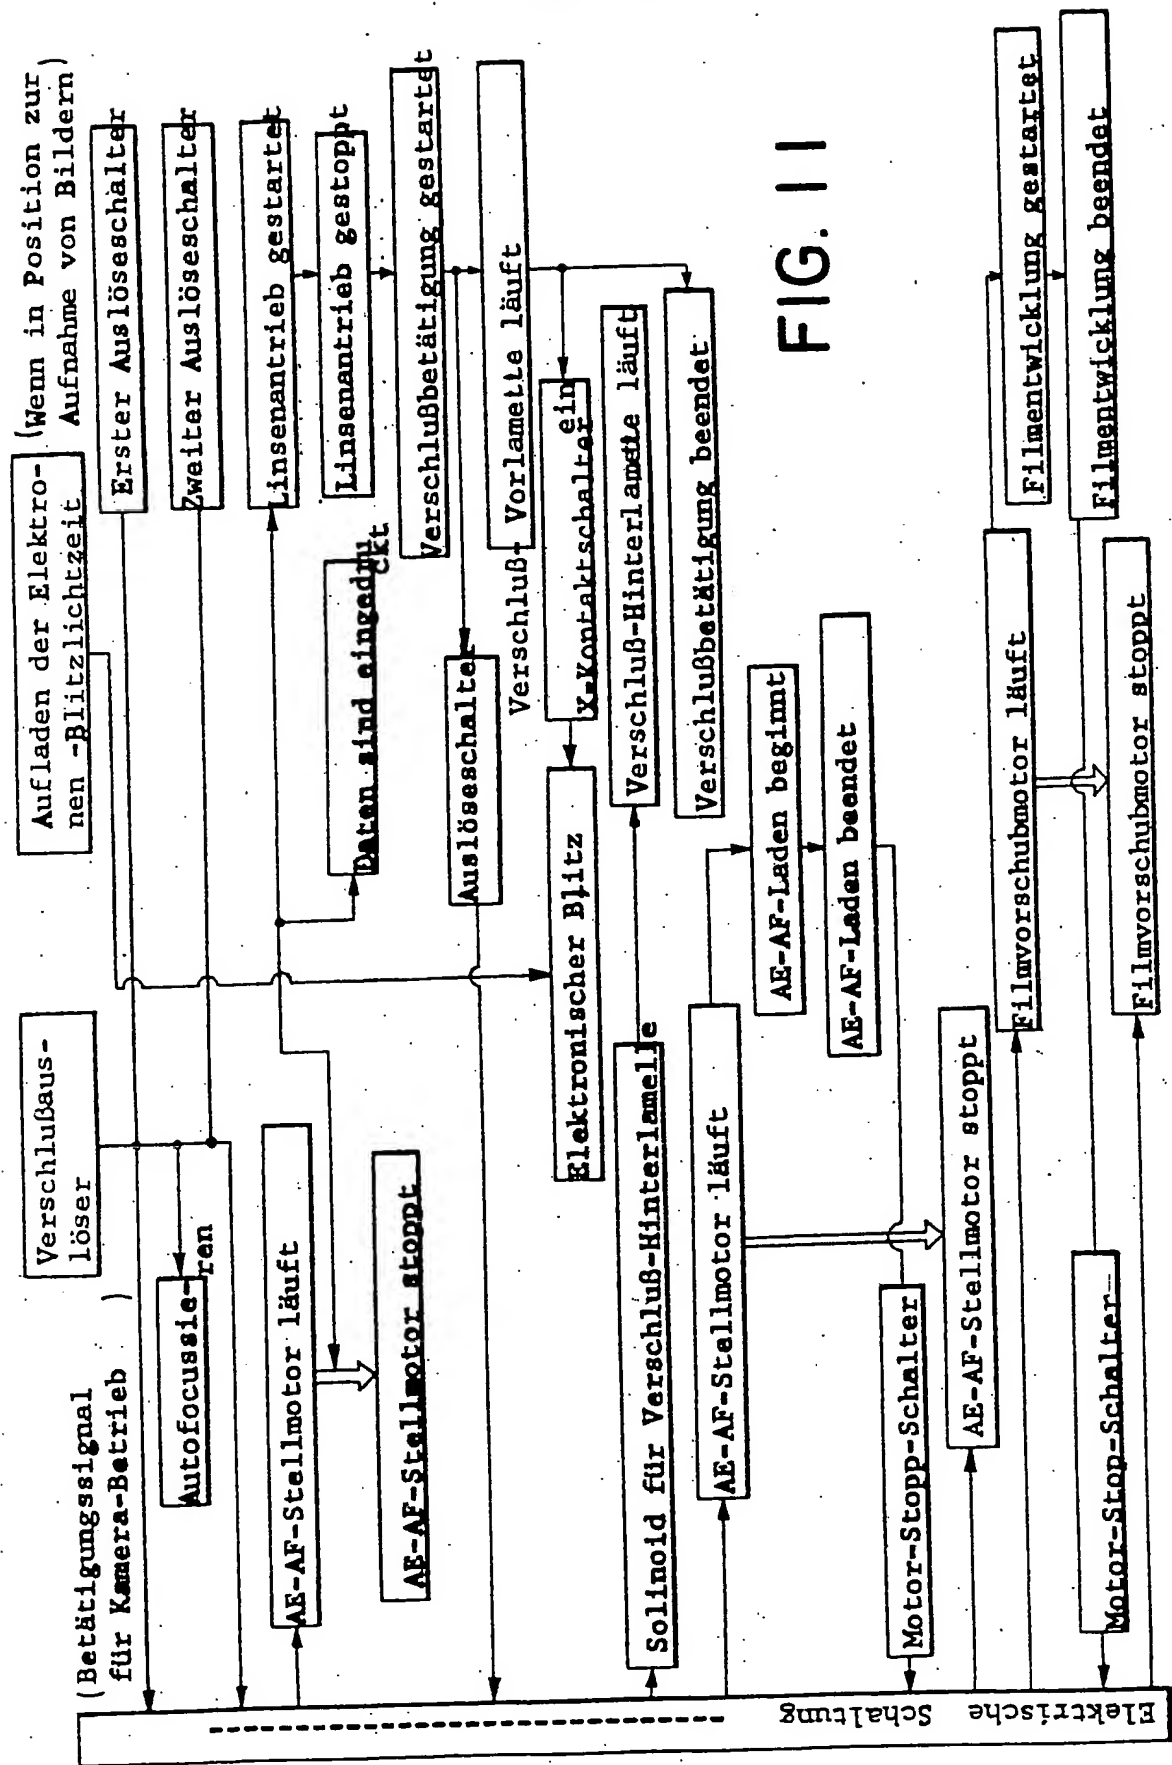 (Betätigungssignal
für Kamera-Betrieb )
Verschlußaus-
löser
Aufladen der Elektro-
nen -Blitzlichtzeit
(Wenn in Position zur
Aufnahme von Bildern)
Erster Auslöseschalter
Zweiter Auslöseschalter
Autofocussie-
ren
AE-AF-Stellmotor läuft
Linsenantrieb gestartet
Daten sind eingedru
ckt
Linsenantrieb gestoppt
AE-AF-Stellmotor stoppt
Verschlußbetätigung gestartet
Auslöseschalter
Verschluß- Vorlamette läuft
Elektronischer Blitz
ein
X-Kontaktschalter
Solinoid für Verschluß-Hinterlamelle
Verschluß-Hinterlamette läuft
Verschlußbetätigung beendet
AE-AF-Stellmotor läuft
AE-AF-Laden beginnt
AE-AF-Laden beendet
Motor-Stopp-Schalter
AE-AF-Stellmotor stoppt
Filmvorschubmotor läuft
Filmentwicklung gestartet
Filmentwicklung beendet
Motor-Stop-Schalter
Filmvorschubmotor stoppt
Elektrische
Schaltung
FIG. 11